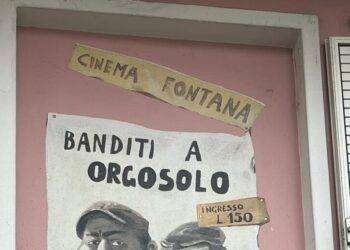 CINEMA FONTANA
BANDITI A
ORGOSOLO
INGRESSO
L 150